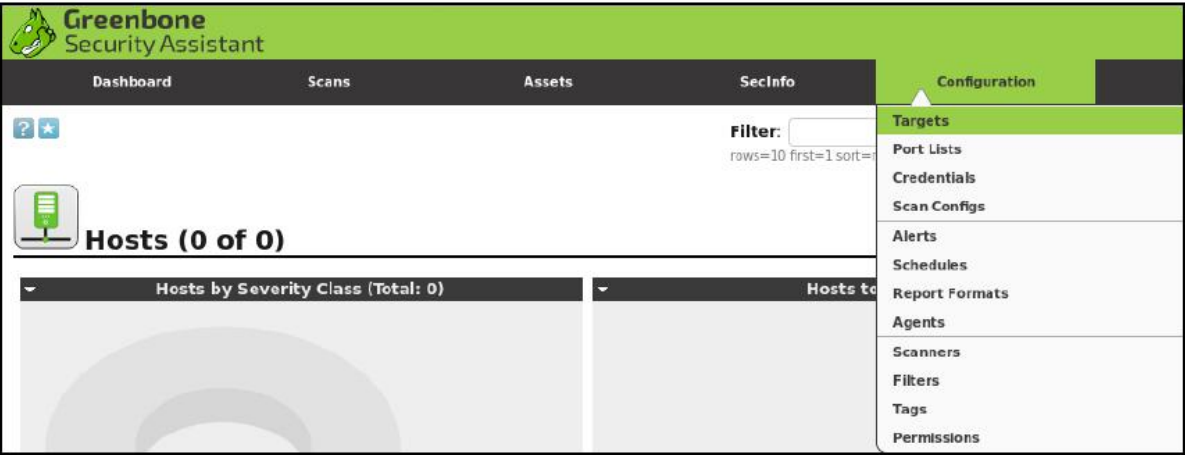 Greenbone
Security Assistant
Dashboard Scans Assets SecInfo Configuration
?
Filter:
rows=10 first=1 sort=
Hosts (0 of 0)
Hosts by Severity Class (Total: 0)
Hosts
Targets
Port Lists
Credentials
Scan Configs
Alerts
Schedules
Report Formats
Agents
Scanners
Filters
Tags
Permissions